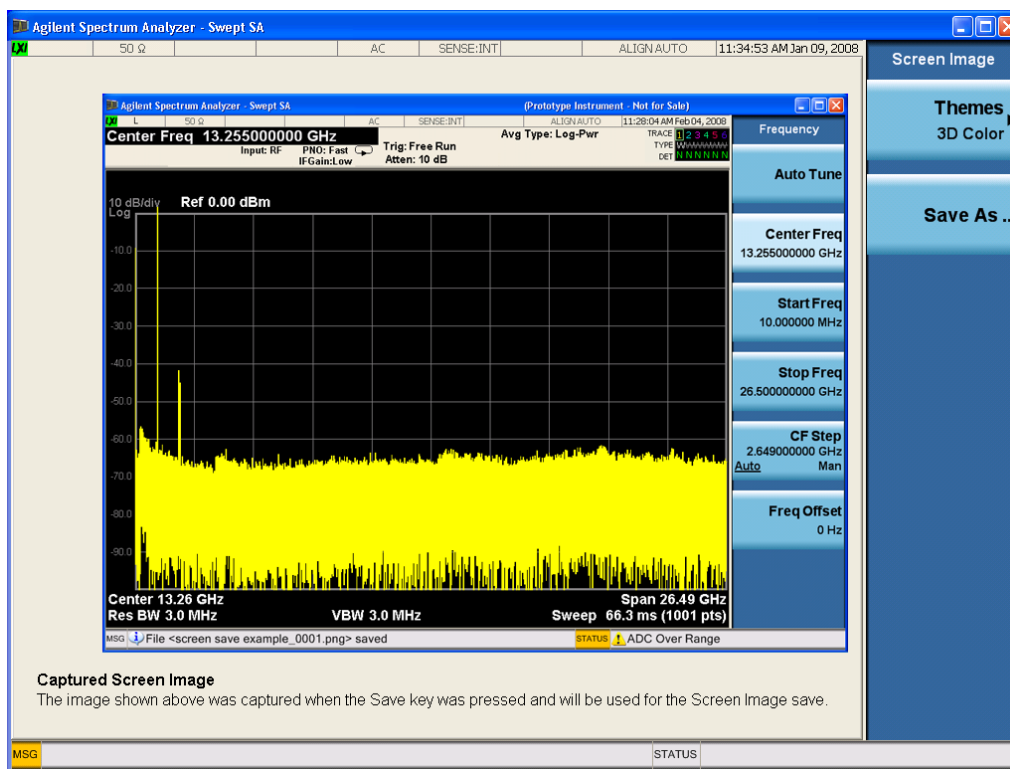 Agilent Spectrum Analyzer - Swept SA
LXI 50 Ω AC SENSE:INT ALIGN AUTO 11:34:53 AM Jan 09, 2008
Screen Image
Themes
3D Color
Save As ..
Agilent Spectrum Analyzer - Swept SA (Prototype Instrument - Not for Sale)
LXI L 50 Ω AC SENSE:INT ALIGN AUTO 11:28:04 AM Feb 04, 2008
Center Freq 13.255000000 GHz
Input: RF PNO: Fast
IFGain:Low
Trig: Free Run
Atten: 10 dB
Avg Type: Log-Pwr
TRACE 1 2 3 4 5 6
TYPE W
DET N N N N N N
Frequency
Auto Tune
Center Freq
13.255000000 GHz
Start Freq
10.000000 MHz
Stop Freq
26.500000000 GHz
CF Step
2.649000000 GHz
Auto Man
Freq Offset
0 Hz
10 dB/div Ref 0.00 dBm
Log
-10.0
-20.0
-30.0
-40.0
-50.0
-60.0
-70.0
-80.0
-90.0
Center 13.26 GHz Span 26.49 GHz
Res BW 3.0 MHz VBW 3.0 MHz Sweep 66.3 ms (1001 pts)
MSG File <screen save example_0001.png> saved STATUS ADC Over Range
Captured Screen Image
The image shown above was captured when the Save key was pressed and will be used for the Screen Image save.
MSG STATUS